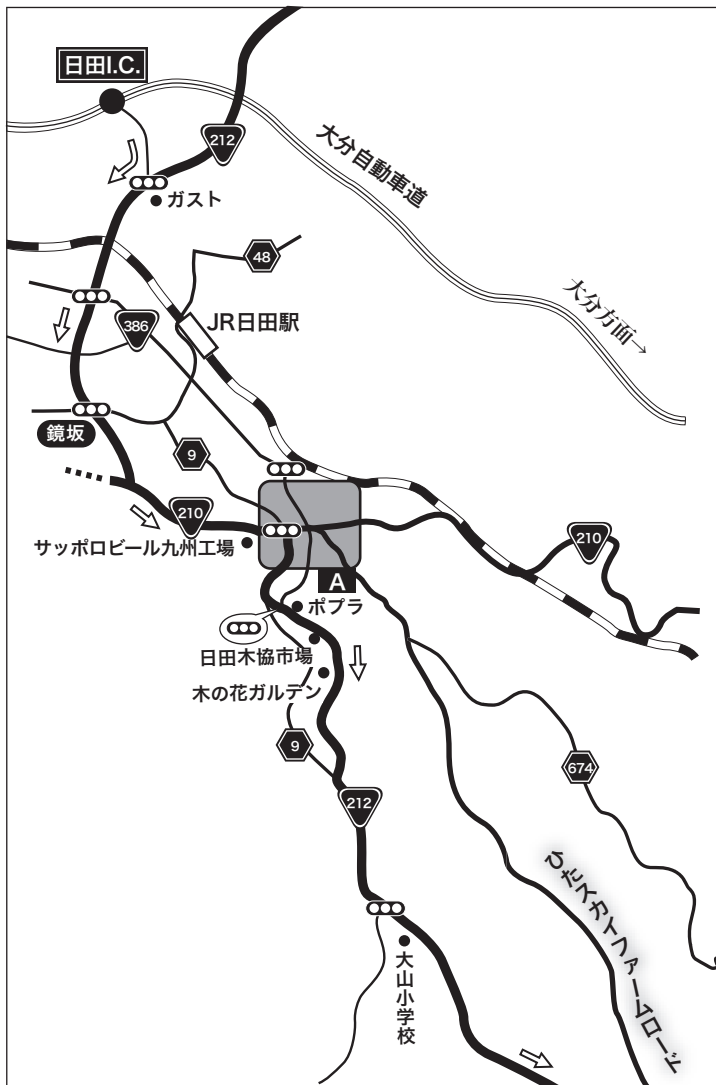 日田I.C.
212
大分自動車道
ガスト
48
大分方面→
386
JR日田駅
鏡坂
9
210
サッポロビール九州工場
210
A
ポプラ
日田木協市場
木の花ガルデン
9
674
212
ひたスカイファームロード
大山小学校